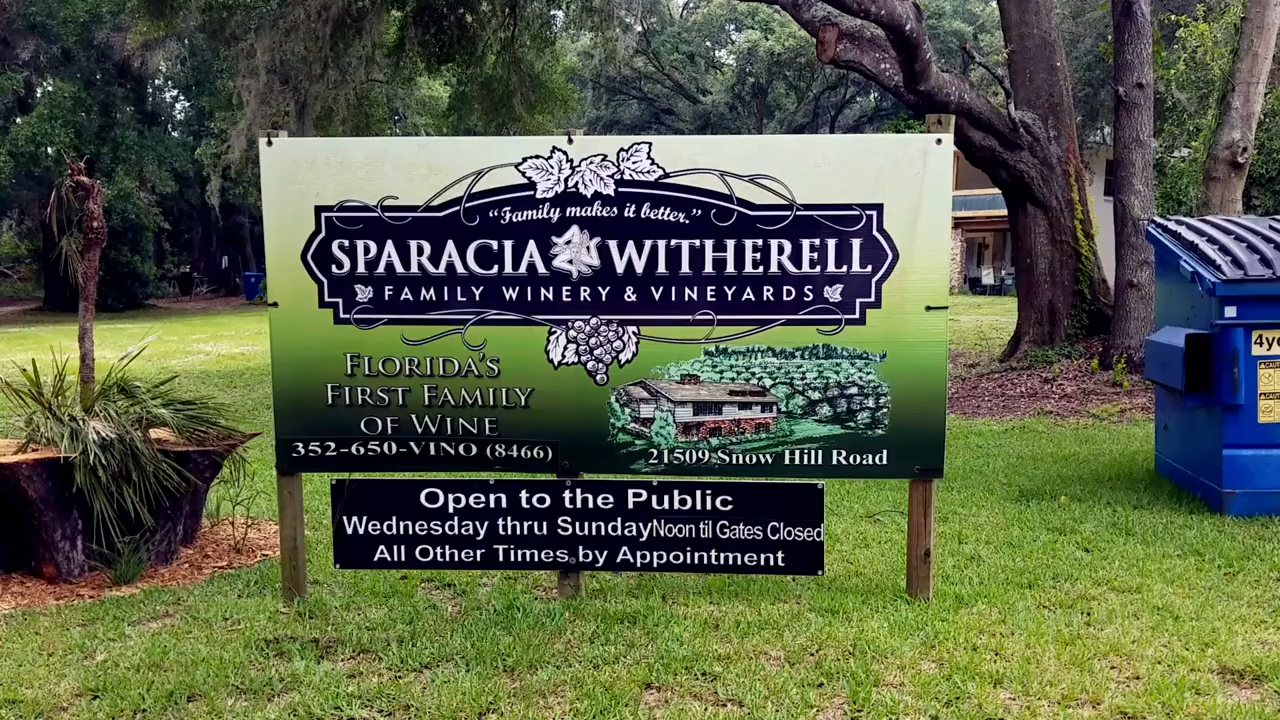 “Family makes it better.”
SPARACIA WITHERELL
FAMILY WINERY & VINEYARDS
FLORIDA'S
FIRST FAMILY
OF WINE
352-650-VINO (8466)
21509 Snow Hill Road
Open to the Public
Wednesday thru Sunday Noon til Gates Closed
All Other Times by Appointment
CAUTION
CAUTION